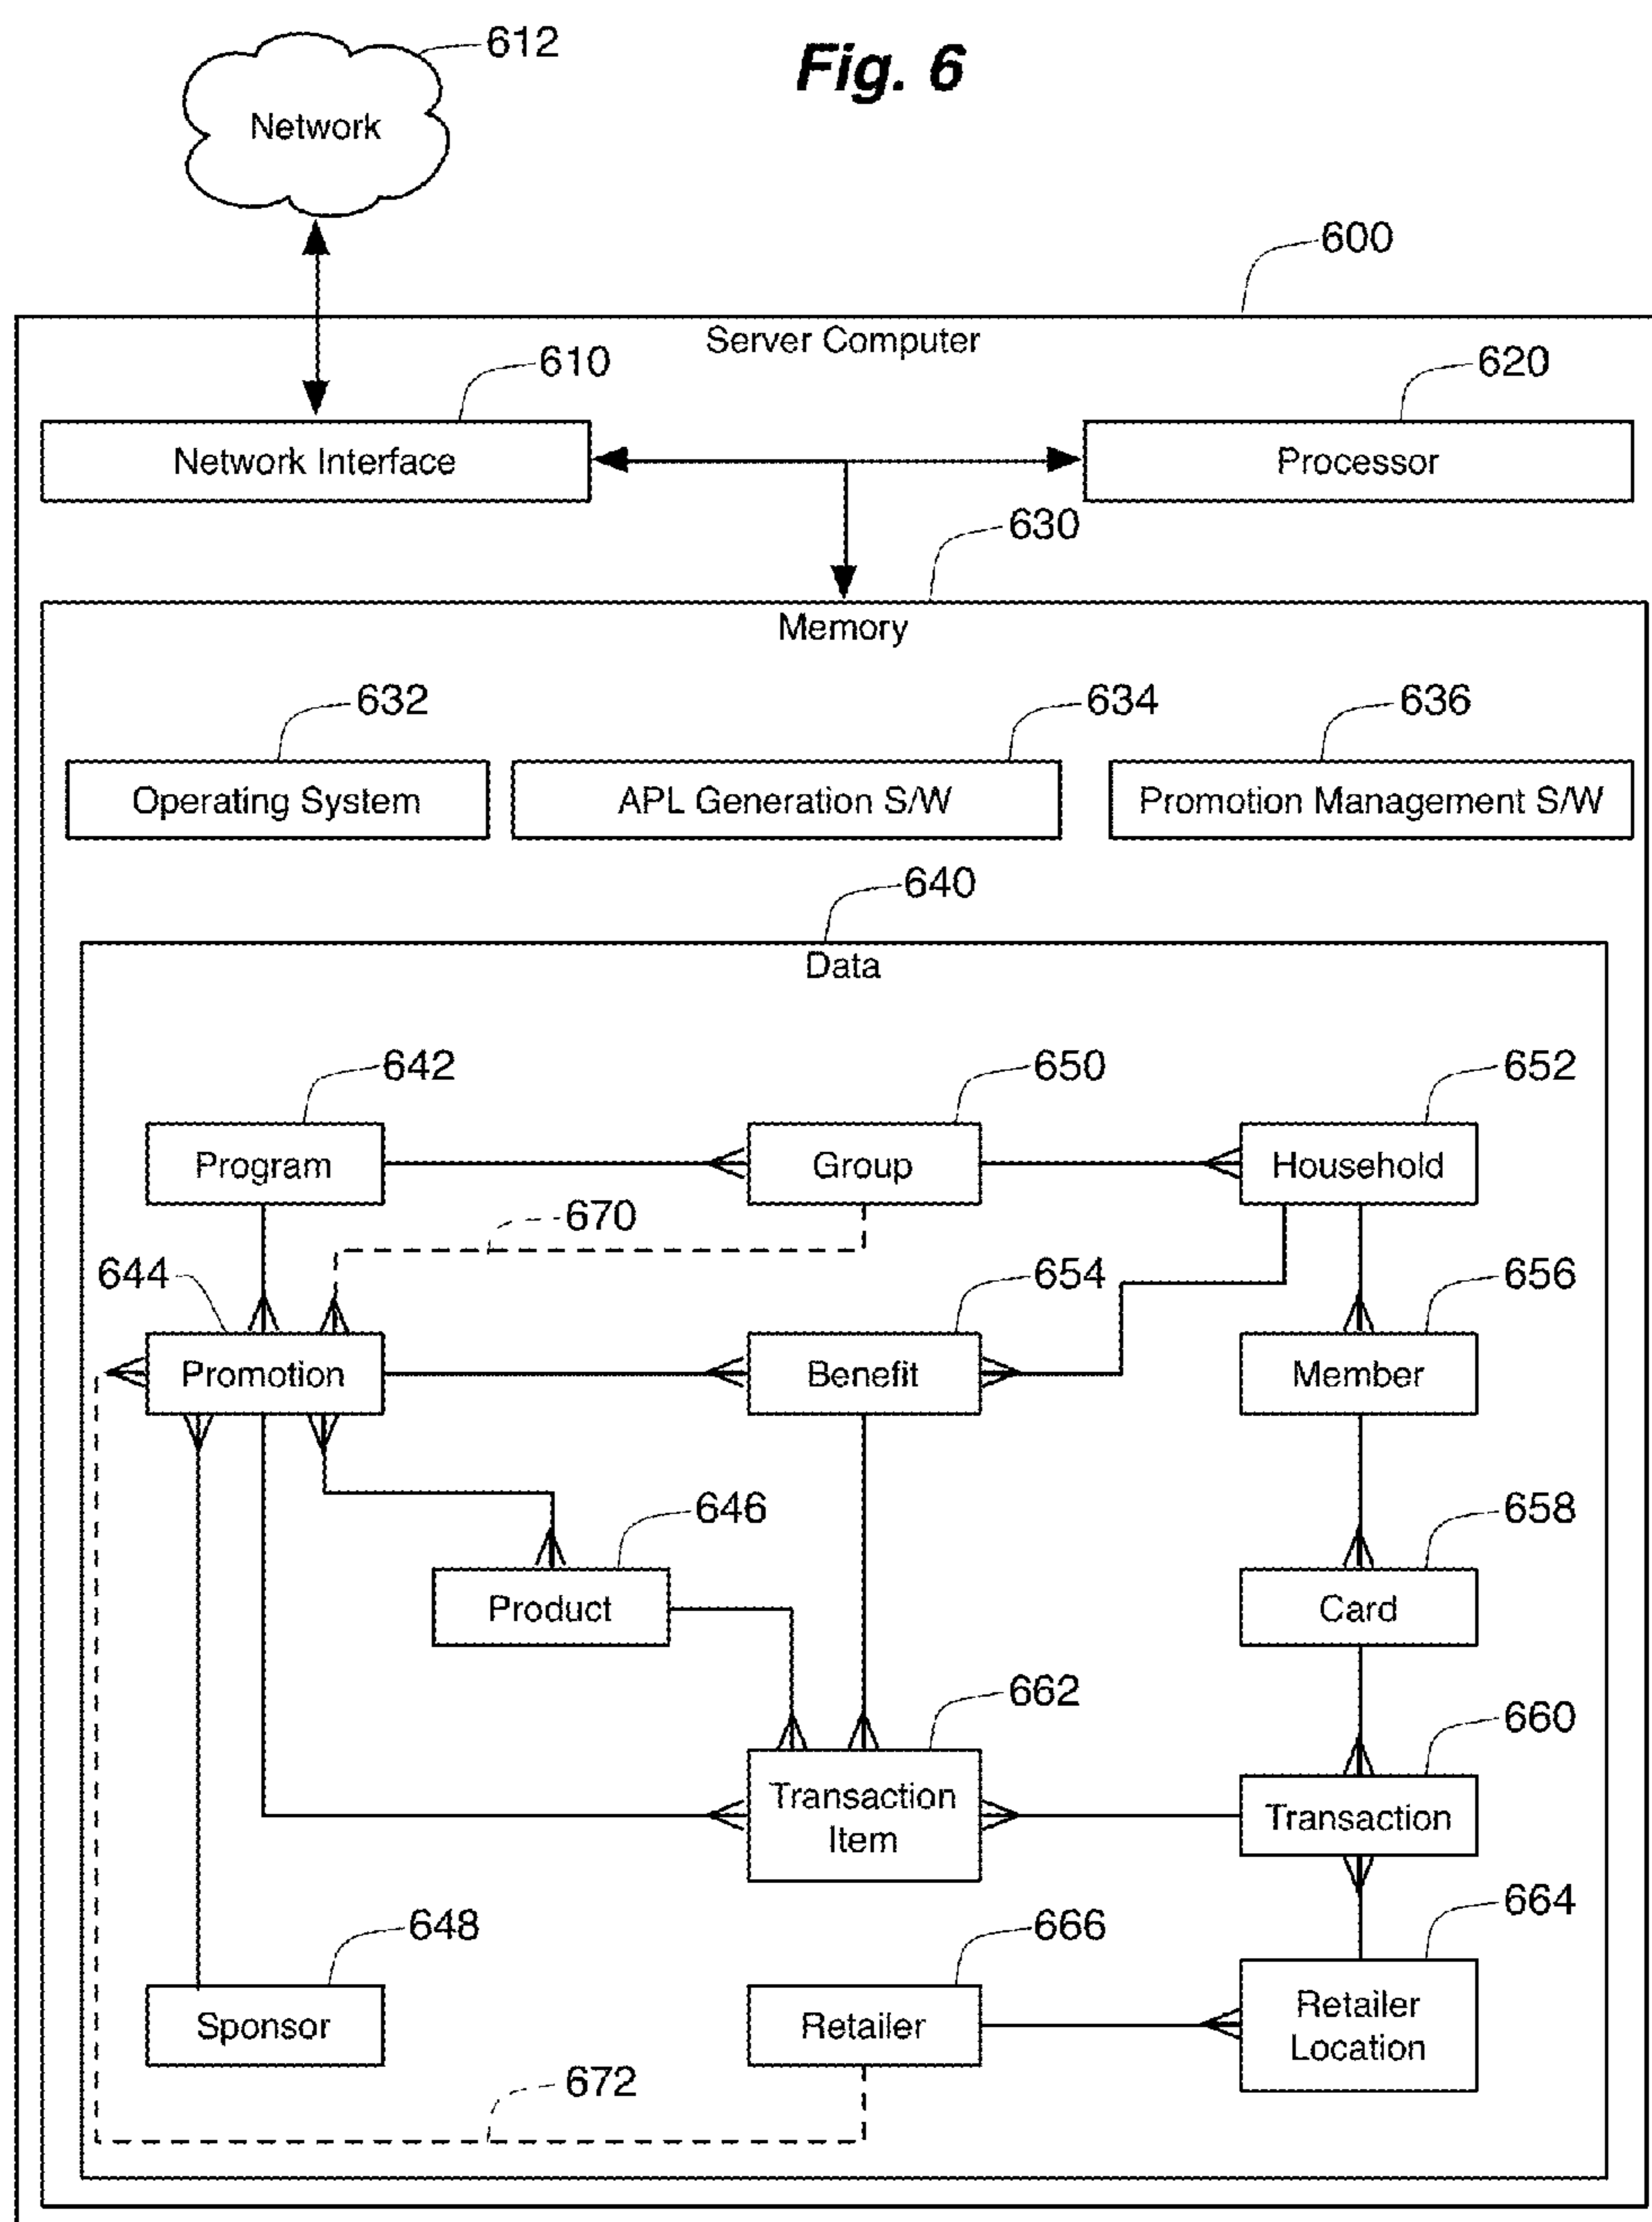 612
Fig. 6
Network
600
Server Computer
610
620
Network Interface
Processor
630
Memory
632
634
636
Operating System
APL Generation S/W
Promotion Management S/W
640
Data
642
650
652
Program
Group
Household
670
644
654
656
Promotion
Benefit
Member
646
658
Product
Card
662
660
Transaction
Item
Transaction
648
666
664
Sponsor
Retailer
Retailer
Location
672